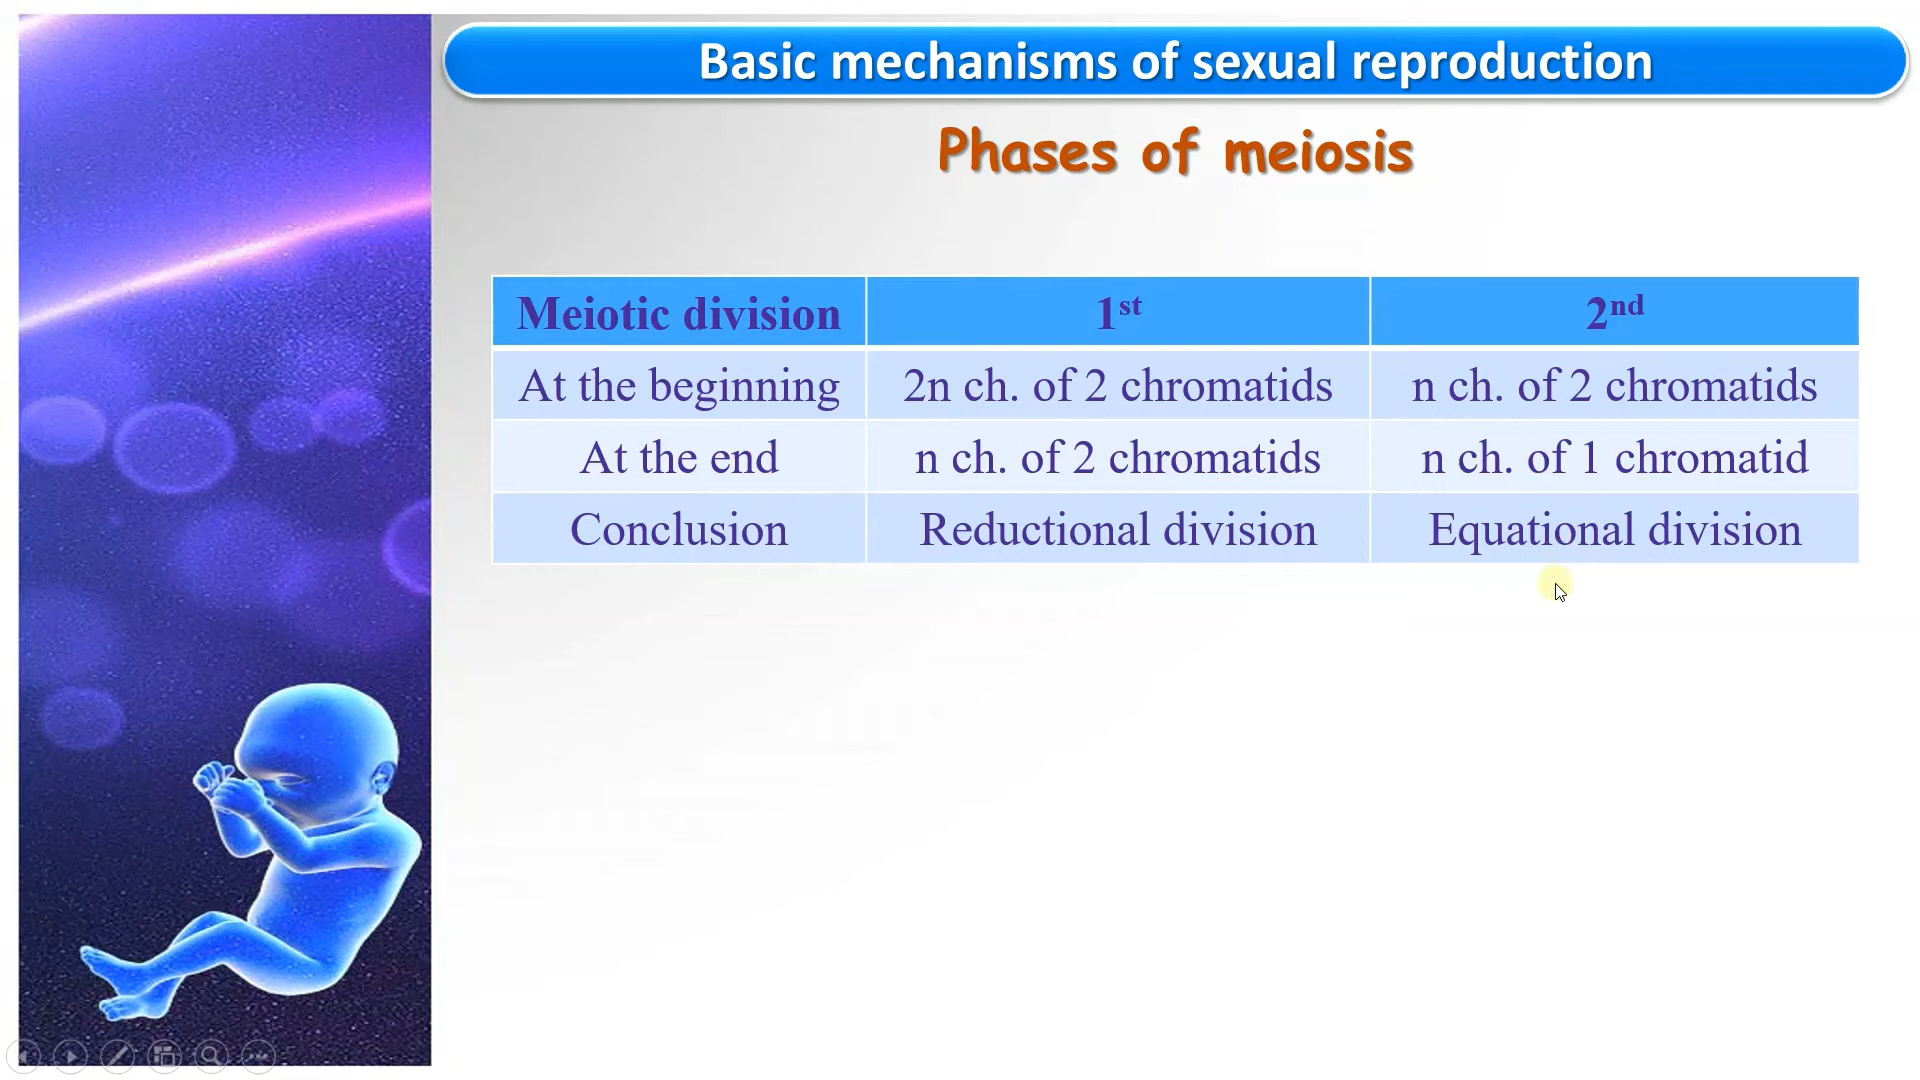 Basic mechanisms of sexual reproduction
Phases of meiosis
Meiotic division 1st 2nd
At the beginning 2n ch. of 2 chromatids n ch. of 2 chromatids
At the end n ch. of 2 chromatids n ch. of 1 chromatid
Conclusion Reductional division Equational division